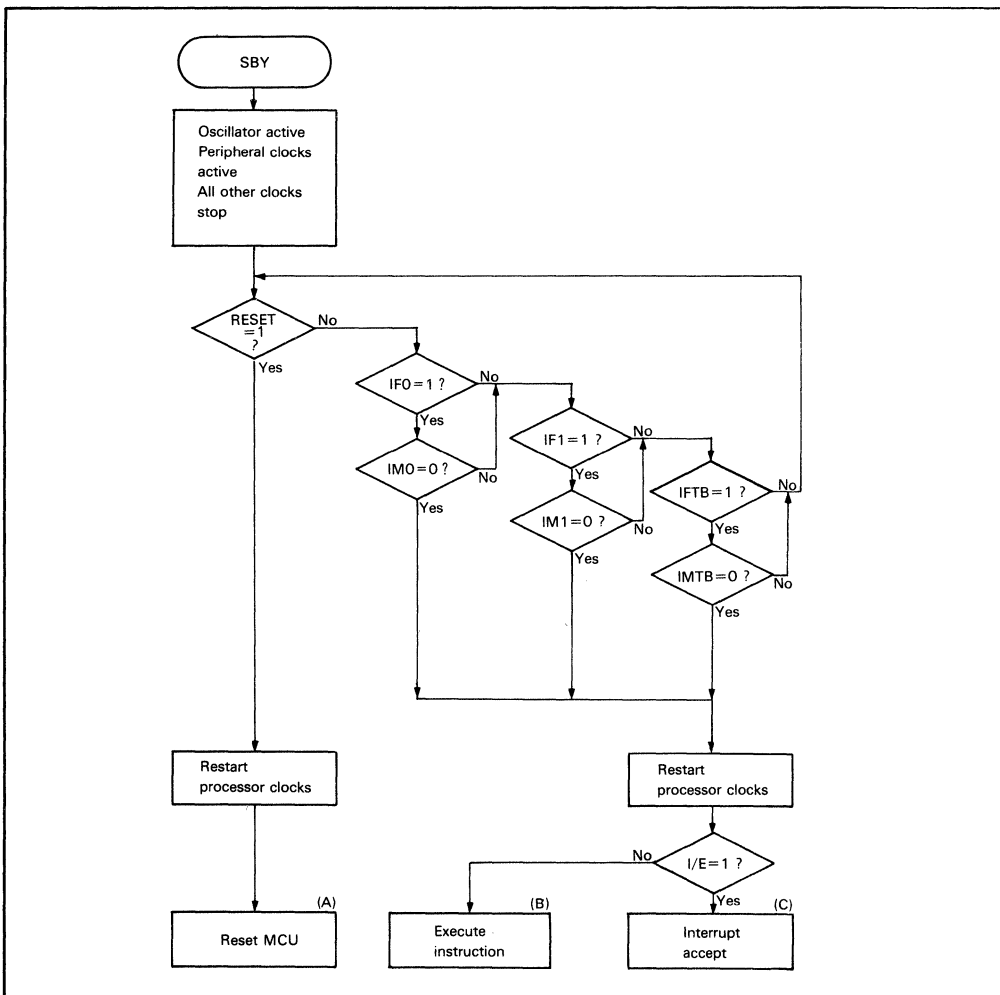 SBY
Oscillator active
Peripheral clocks
active
All other clocks
stop
RESET
=1
?
No
Yes
IF0=1 ?
No
Yes
IM0=0 ?
No
Yes
IF1=1 ?
No
Yes
IM1=0 ?
No
Yes
IFTB=1 ?
No
Yes
IMTB=0 ?
No
Yes
Restart
processor clocks
Restart
processor clocks
I/E=1 ?
No
Yes
(A)
Reset MCU
(B)
Execute
instruction
(C)
Interrupt
accept